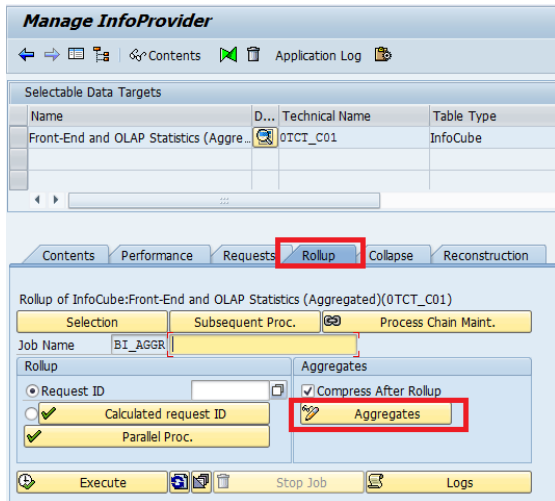 Manage InfoProvider
Contents Application Log
Selectable Data Targets
Name D... Technical Name Table Type
Front-End and OLAP Statistics (Aggre... 0TCT_C01 InfoCube
Contents Performance Requests Rollup Collapse Reconstruction
Rollup of InfoCube:Front-End and OLAP Statistics (Aggregated)(0TCT_C01)
Selection Subsequent Proc. Process Chain Maint.
Job Name BI_AGGR
Rollup Aggregates
Request ID Compress After Rollup
Calculated request ID Aggregates
Parallel Proc.
Execute Stop Job Logs